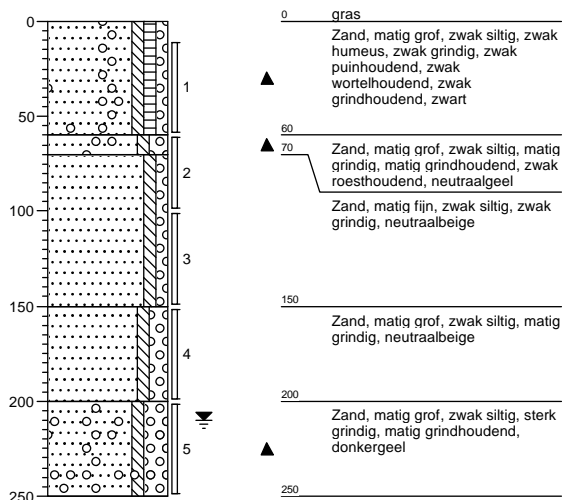 0
50
100
150
200
250
1
2
3
4
5
0 gras
Zand, matig grof, zwak siltig, zwak
humeus, zwak grindig, zwak
puinhoudend, zwak
wortelhoudend, zwak
grindhoudend, zwart
60
Zand, matig grof, zwak siltig, matig
70
grindig, matig grindhoudend, zwak
roesthoudend, neutraalgeel
Zand, matig fijn, zwak siltig, zwak
grindig, neutraalbeige
150
Zand, matig grof, zwak siltig, matig
grindig, neutraalbeige
200
Zand, matig grof, zwak siltig, sterk
grindig, matig grindhoudend,
donkergeel
250